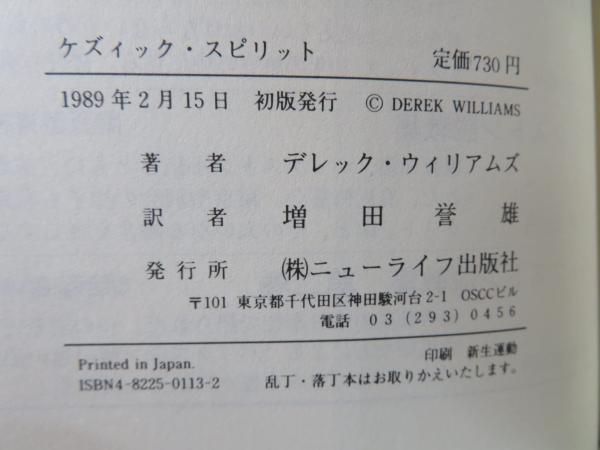 ケズィック・スピリット 定価730円
1989年2月15日 初版発行 © DEREK WILLIAMS
著者 デレック・ウィリアムズ
訳者 増田誉雄
発行所 ㈱ニューライフ出版社
〒101 東京都千代田区神田駿河台2-1 OSCCビル
電話 03(293)0456
Printed in Japan. 印刷 新生運動
ISBN4-8225-0113-2 乱丁・落丁本はお取りかえいたします。